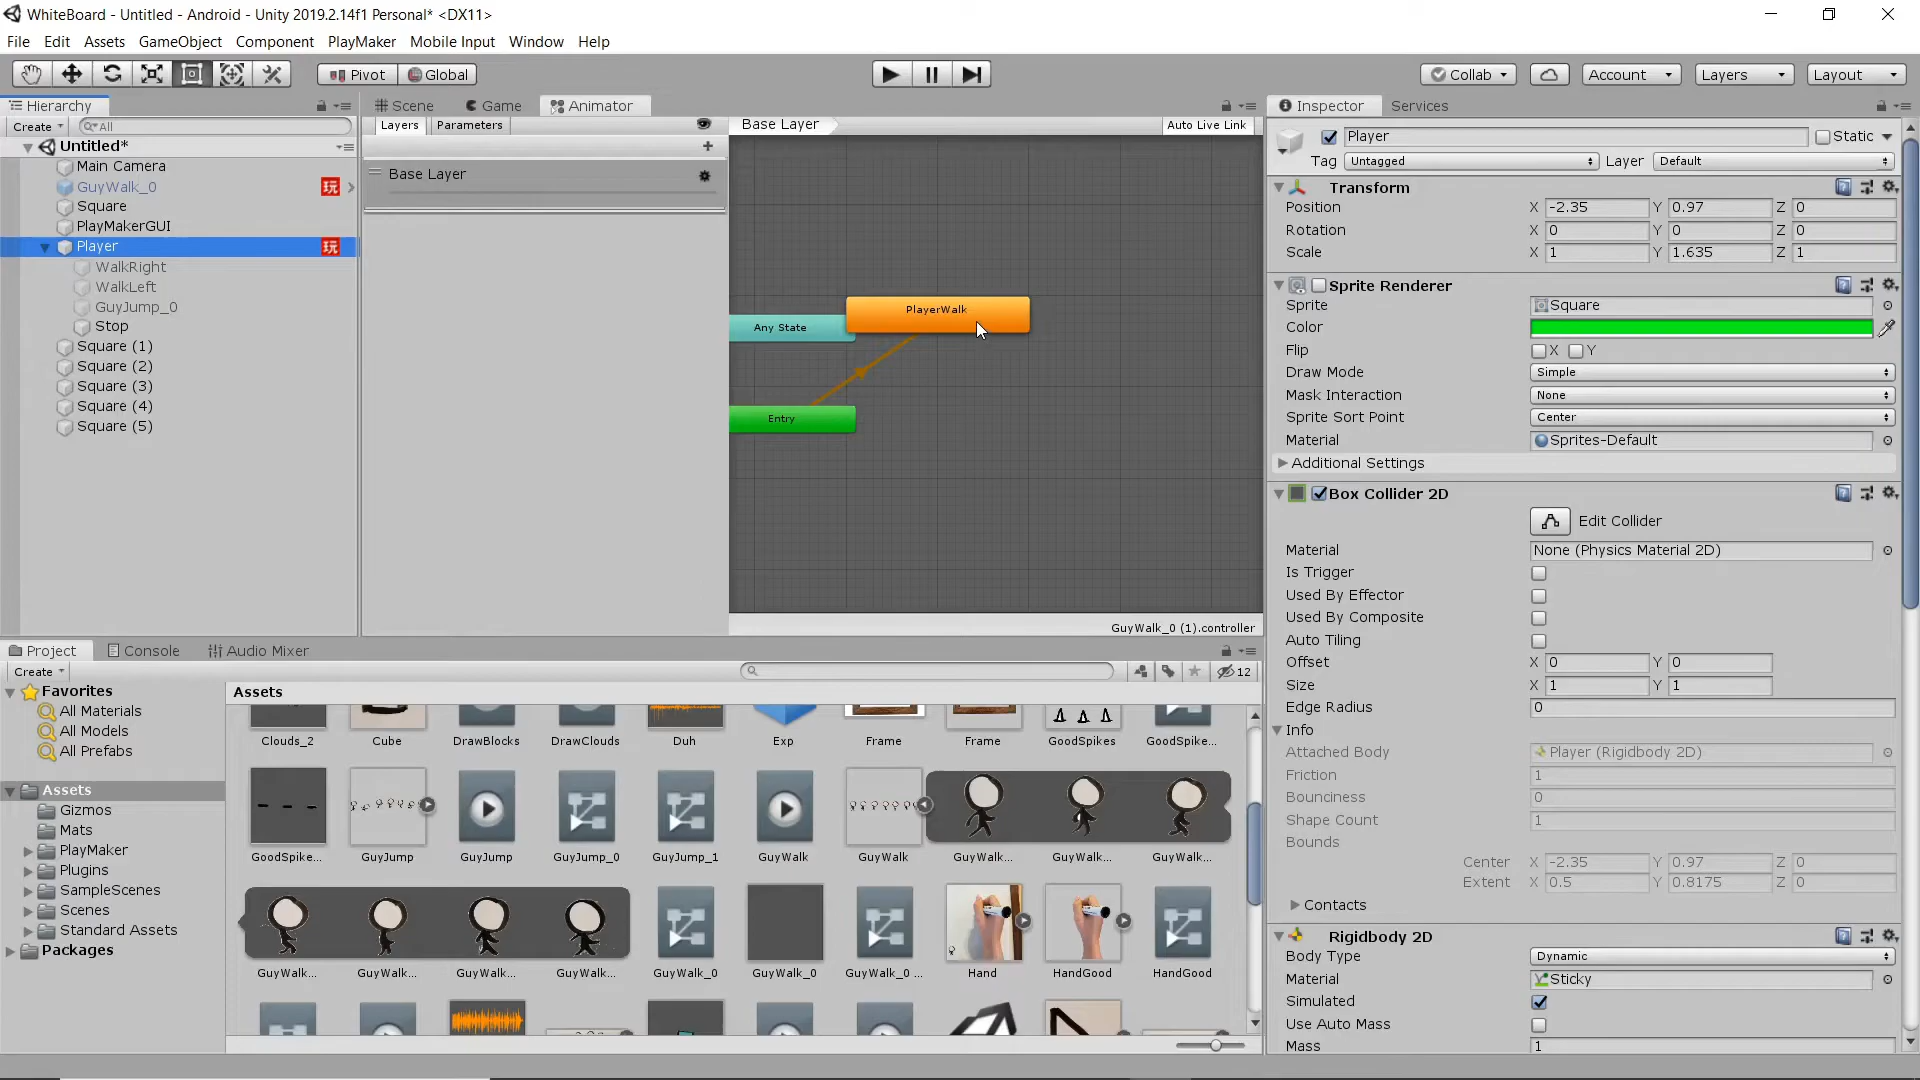 WhiteBoard - Untitled - Android - Unity 2019.2.14f1 Personal* <DX11>
File Edit Assets GameObject Component PlayMaker Mobile Input Window Help
Pivot Global Collab Account Layers Layout
Hierarchy
Create All
Untitled*
Main Camera
GuyWalk_0 玩
Square
PlayMakerGUI
Player 玩
WalkRight
WalkLeft
GuyJump_0
Stop
Square (1)
Square (2)
Square (3)
Square (4)
Square (5)
Scene Game Animator
Layers Parameters
Base Layer Auto Live Link
Base Layer
PlayerWalk
Any State
Entry
GuyWalk_0 (1).controller
Inspector Services
Player Static
Tag Untagged Layer Default
Transform
Position X -2.35 Y 0.97 Z 0
Rotation X 0 Y 0 Z 0
Scale X 1 Y 1.635 Z 1
Sprite Renderer
Sprite Square
Color
Flip X Y
Draw Mode Simple
Mask Interaction None
Sprite Sort Point Center
Material Sprites-Default
Additional Settings
Box Collider 2D
Edit Collider
Material None (Physics Material 2D)
Is Trigger
Used By Effector
Used By Composite
Auto Tiling
Offset X 0 Y 0
Size X 1 Y 1
Edge Radius 0
Info
Attached Body Player (Rigidbody 2D)
Friction 1
Bounciness 0
Shape Count 1
Bounds
Center X -2.35 Y 0.97 Z 0
Extent X 0.5 Y 0.8175 Z 0
Contacts
Rigidbody 2D
Body Type Dynamic
Material Sticky
Simulated
Use Auto Mass
Mass 1
Project Console Audio Mixer
Create 12
Favorites
All Materials
All Models
All Prefabs
Assets
Gizmos
Mats
PlayMaker
Plugins
SampleScenes
Scenes
Standard Assets
Packages
Assets
Clouds_2 Cube DrawBlocks DrawClouds Duh Exp Frame Frame GoodSpikes GoodSpike...
GoodSpike... GuyJump GuyJump GuyJump_0 GuyJump_1 GuyWalk GuyWalk GuyWalk... GuyWalk... GuyWalk...
GuyWalk... GuyWalk... GuyWalk... GuyWalk... GuyWalk_0 GuyWalk_0 GuyWalk_0 ... Hand HandGood HandGood